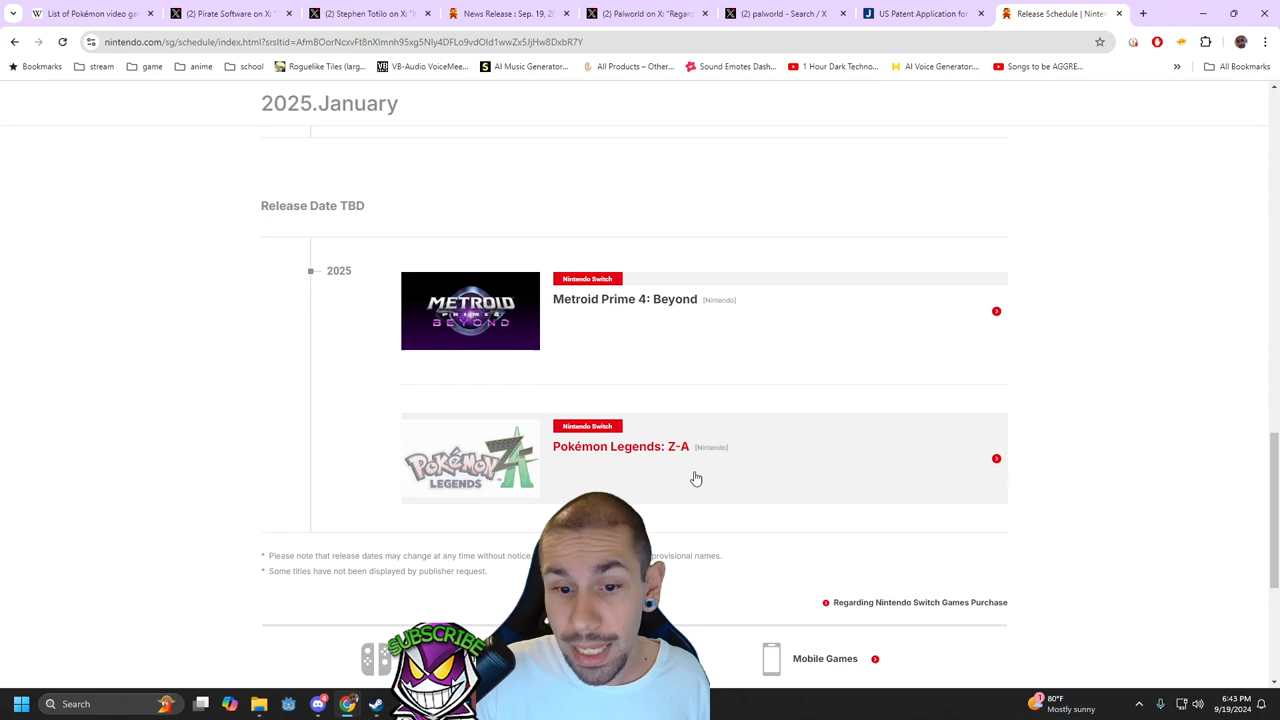 List of Pokémon video ga
(2) Pirate Software on X: "
(2) Stephen Totilo on X: "I
News Release : Sep. 19, 20
(2) Palworld on X: "Regard
(2) palworld - Search / X
US Patent Application for
Release Schedule | Ninten
nintendo.com/sg/schedule/index.html?srsltid=
Bookmarks
stream
game
anime
school
Roguelike Tiles (larg...
VB-Audio VoiceMee...
AI Music Generator...
All Products – Other...
Sound Emotes Dash...
1 Hour Dark Techno...
AI Voice Generator:...
Songs to be AGGRE...
All Bookmarks
2025.January
Release Date TBD
2025
METROID
PRIME 4
BEYOND
Nintendo Switch
Metroid Prime 4: Beyond [Nintendo]
POKéMON
LEGENDS
ZA
Nintendo Switch
Pokémon Legends: Z-A [Nintendo]
* Please note that release dates may change at any time without notice
provisional names.
* Some titles have not been displayed by publisher request.
Regarding Nintendo Switch Games Purchase
SUBSCRIBE
Mobile Games
Search
80°F
Mostly sunny
6:43 PM
9/19/2024